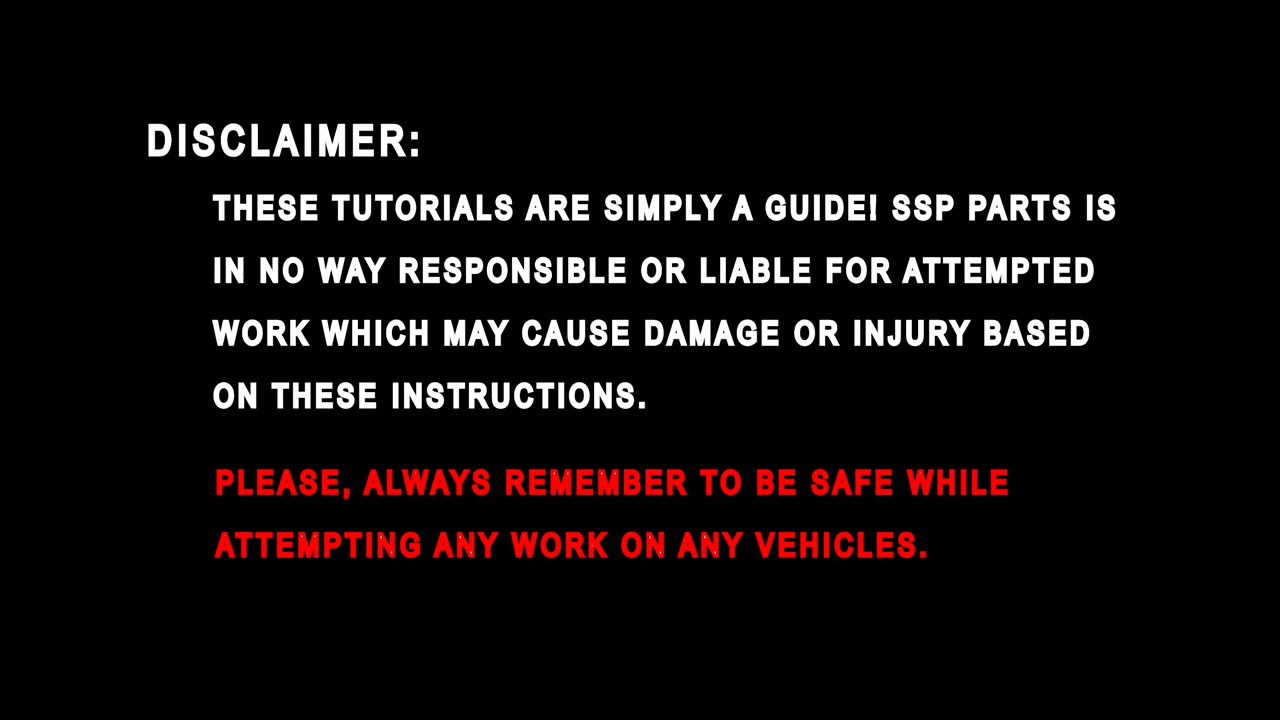 DISCLAIMER:
THESE TUTORIALS ARE SIMPLY A GUIDE! SSP PARTS IS
IN NO WAY RESPONSIBLE OR LIABLE FOR ATTEMPTED
WORK WHICH MAY CAUSE DAMAGE OR INJURY BASED
ON THESE INSTRUCTIONS.
PLEASE, ALWAYS REMEMBER TO BE SAFE WHILE
ATTEMPTING ANY WORK ON ANY VEHICLES.